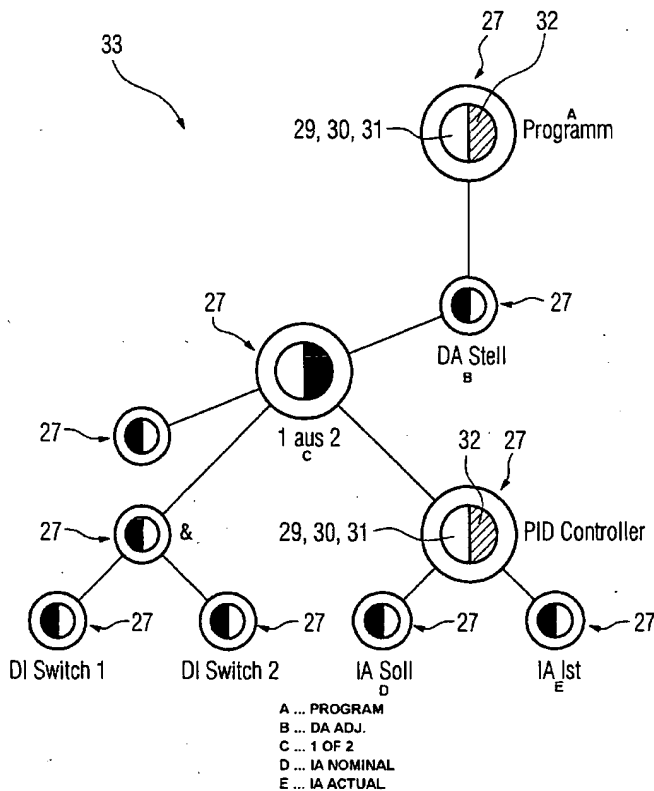 27
32
33
29, 30, 31
A
Programm
27
27
DA Stell
B
27
1 aus 2
C
32
27
27
&
29, 30, 31
PID Controller
27
27
27
27
DI Switch 1
DI Switch 2
IA Soll
D
IA Ist
E
A ... PROGRAM
B ... DA ADJ.
C ... 1 OF 2
D ... IA NOMINAL
E ... IA ACTUAL